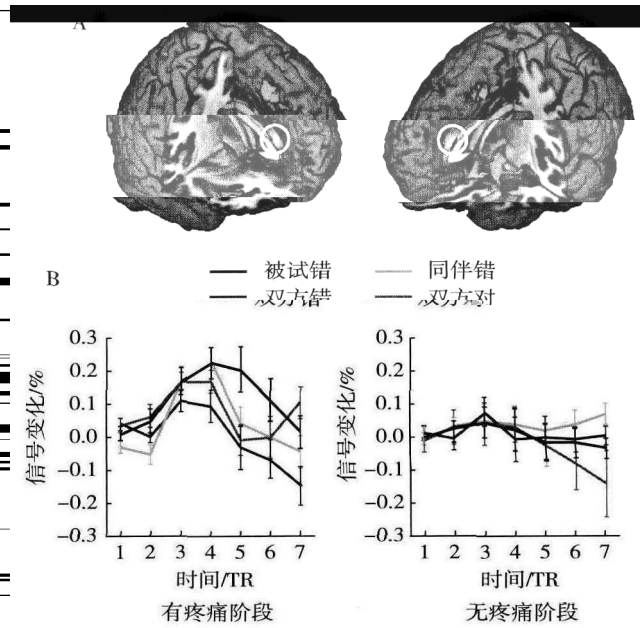 A
B
被试错 同伴错
双方错 双方对
0.3 0.3
0.2 0.2
0.1 0.1
0.0 0.0
−0.1 −0.1
−0.2 −0.2
−0.3 −0.3
信号变化/% 信号变化/%
1 2 3 4 5 6 7 1 2 3 4 5 6 7
时间/TR 时间/TR
有疼痛阶段 无疼痛阶段